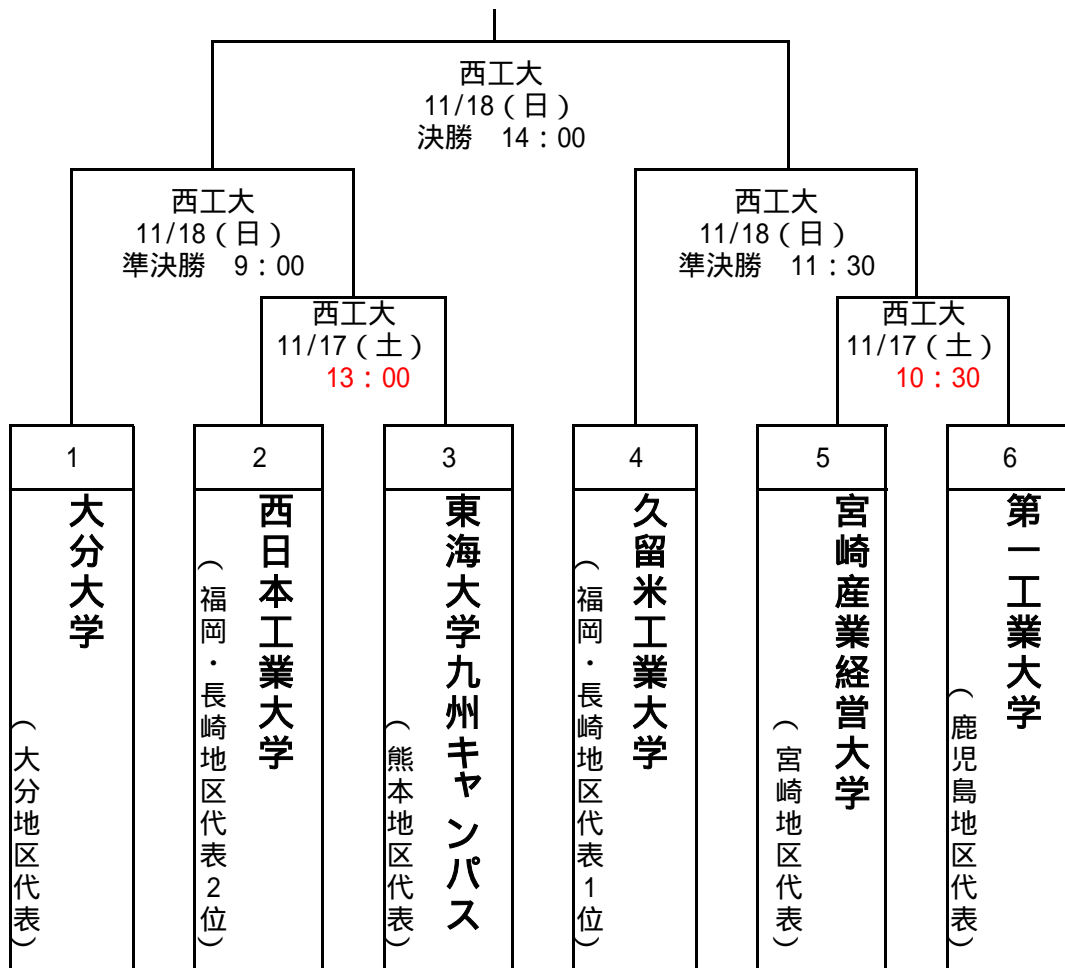 西工大
11/18（日）
決勝　14：00
西工大
11/18（日）
準決勝　9：00
西工大
11/18（日）
準決勝　11：30
西工大
11/17（土）
13：00
西工大
11/17（土）
10：30
1
2
3
4
5
6
大分大学
（大分地区代表）
西日本工業大学
（福岡・長崎地区代表2位）
東海大学九州キャンパス
（熊本地区代表）
久留米工業大学
（福岡・長崎地区代表1位）
宮崎産業経営大学
（宮崎地区代表）
第一工業大学
（鹿児島地区代表）